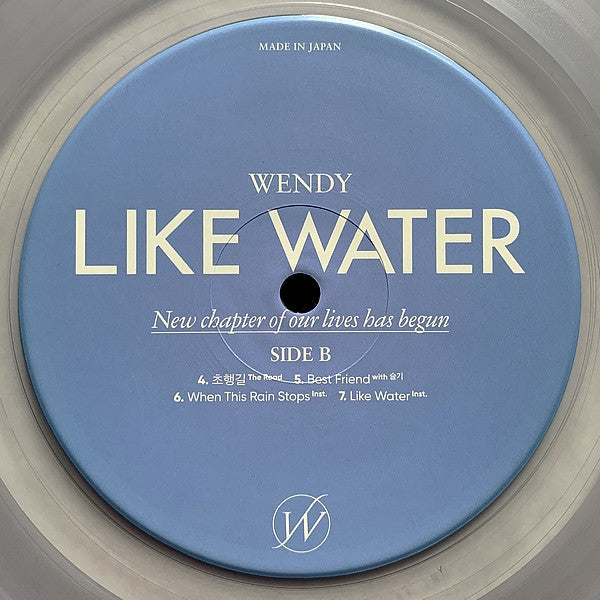 MADE IN JAPAN
WENDY
LIKE WATER
New chapter of our lives has begun
SIDE B
4. 초행길 The Road 5. Best Friend with 슬기
6. When This Rain Stops Inst. 7. Like Water Inst.
W